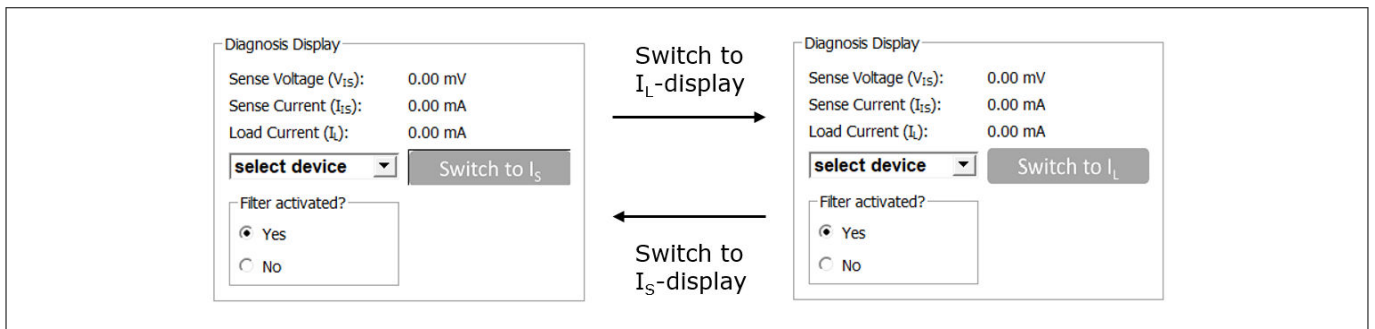 Diagnosis Display
Sense Voltage (VIS): 0.00 mV
Sense Current (IIS): 0.00 mA
Load Current (IL): 0.00 mA
select device
Switch to IS
Filter activated?
Yes
No
Switch to
IL-display
Switch to
IS-display
Diagnosis Display
Sense Voltage (VIS): 0.00 mV
Sense Current (IIS): 0.00 mA
Load Current (IL): 0.00 mA
select device
Switch to IL
Filter activated?
Yes
No